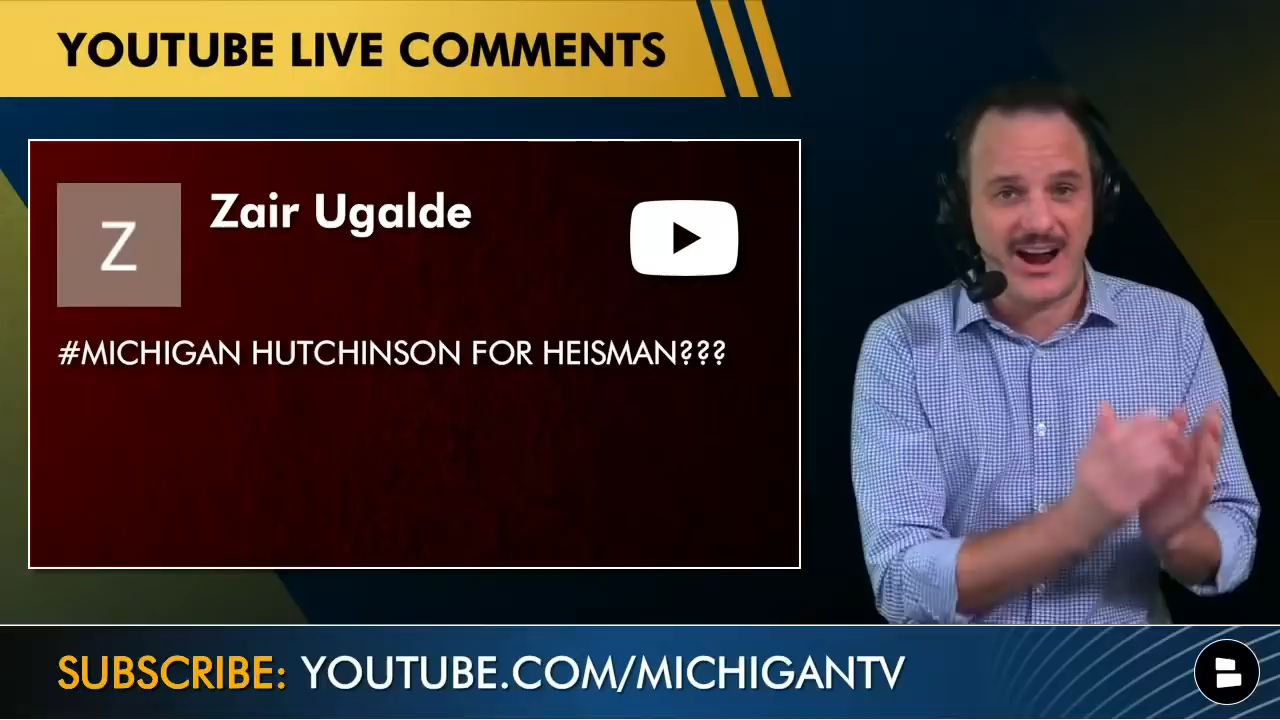 YOUTUBE LIVE COMMENTS
Z
Zair Ugalde
#MICHIGAN HUTCHINSON FOR HEISMAN???
SUBSCRIBE: YOUTUBE.COM/MICHIGANTV